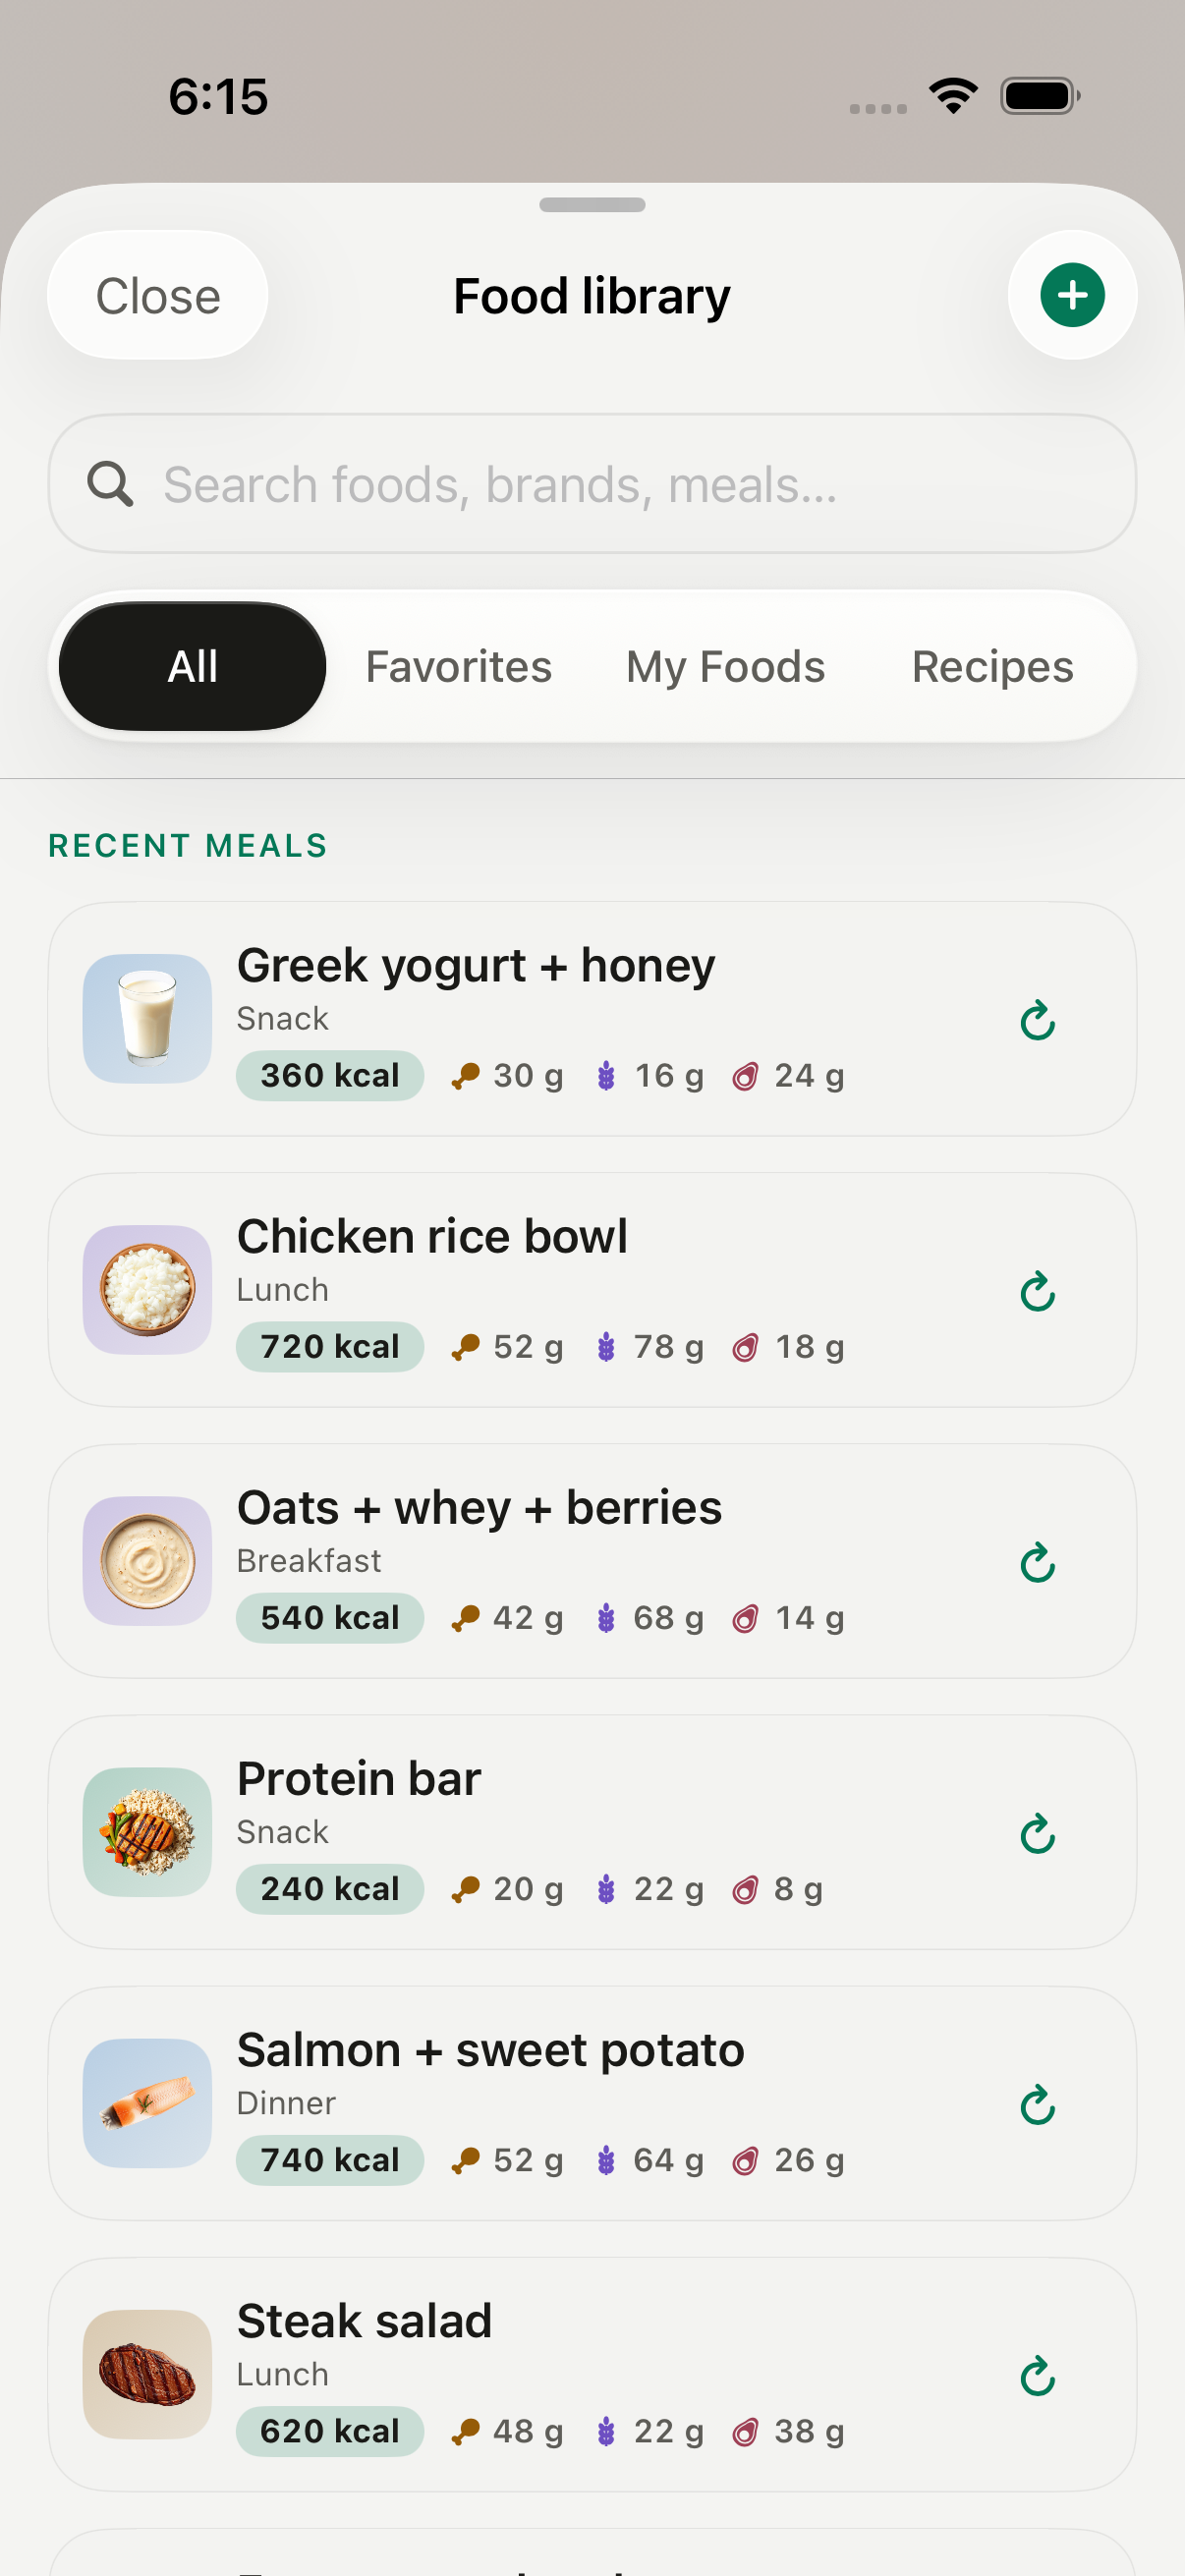 6:15
Close
Food library
Search foods, brands, meals...
All
Favorites
My Foods
Recipes
RECENT MEALS
Greek yogurt + honey
Snack
360 kcal 30 g 16 g 24 g
Chicken rice bowl
Lunch
720 kcal 52 g 78 g 18 g
Oats + whey + berries
Breakfast
540 kcal 42 g 68 g 14 g
Protein bar
Snack
240 kcal 20 g 22 g 8 g
Salmon + sweet potato
Dinner
740 kcal 52 g 64 g 26 g
Steak salad
Lunch
620 kcal 48 g 22 g 38 g